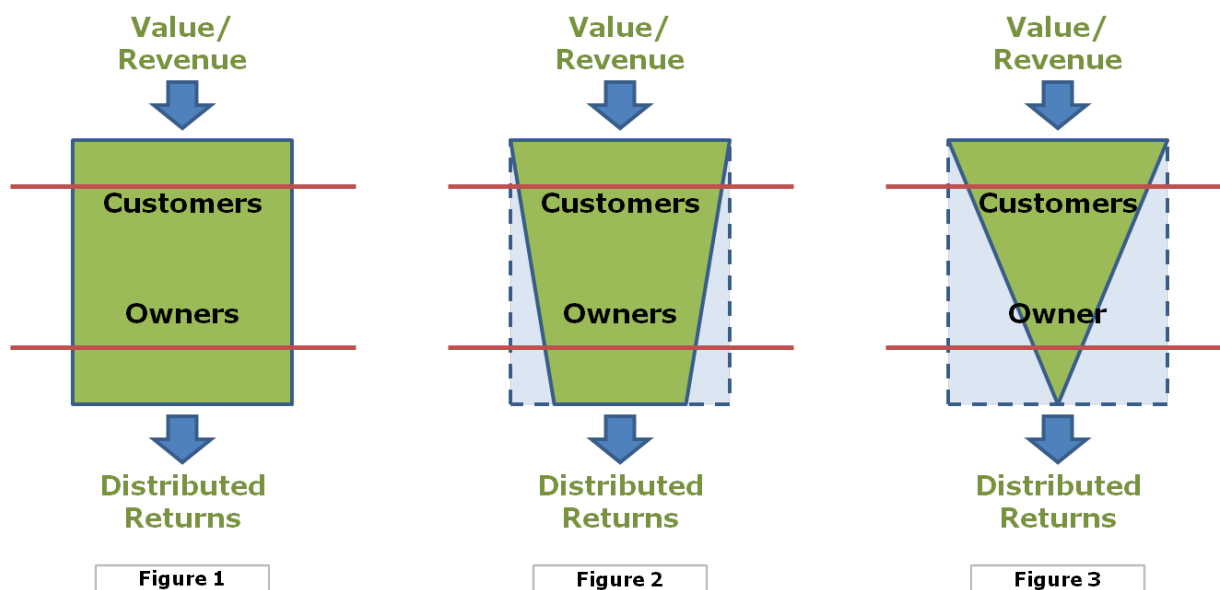 Value/
Revenue
Customers
Owners
Distributed
Returns
Figure 1
Value/
Revenue
Customers
Owners
Distributed
Returns
Figure 2
Value/
Revenue
Customers
Owner
Distributed
Returns
Figure 3